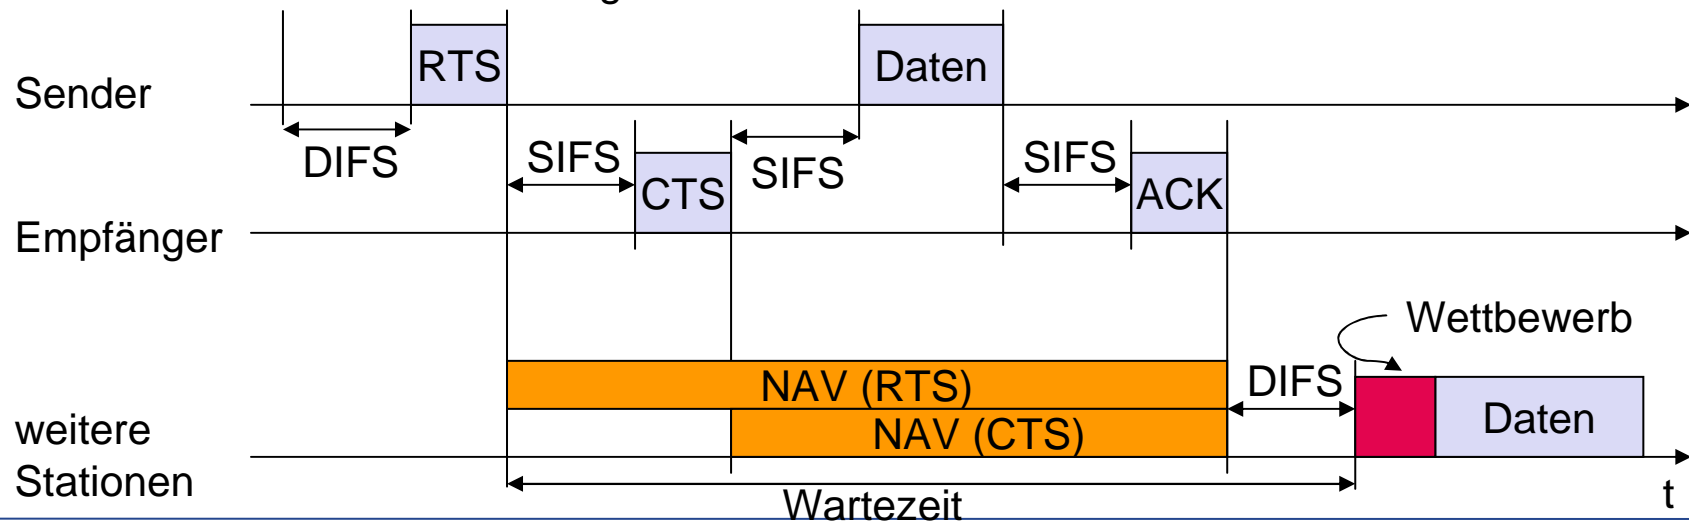 RTS
Daten
Sender
DIFS
SIFS
SIFS
SIFS
CTS
ACK
Empfänger
Wettbewerb
NAV (RTS)
DIFS
NAV (CTS)
Daten
weitere
Stationen
Wartezeit
t